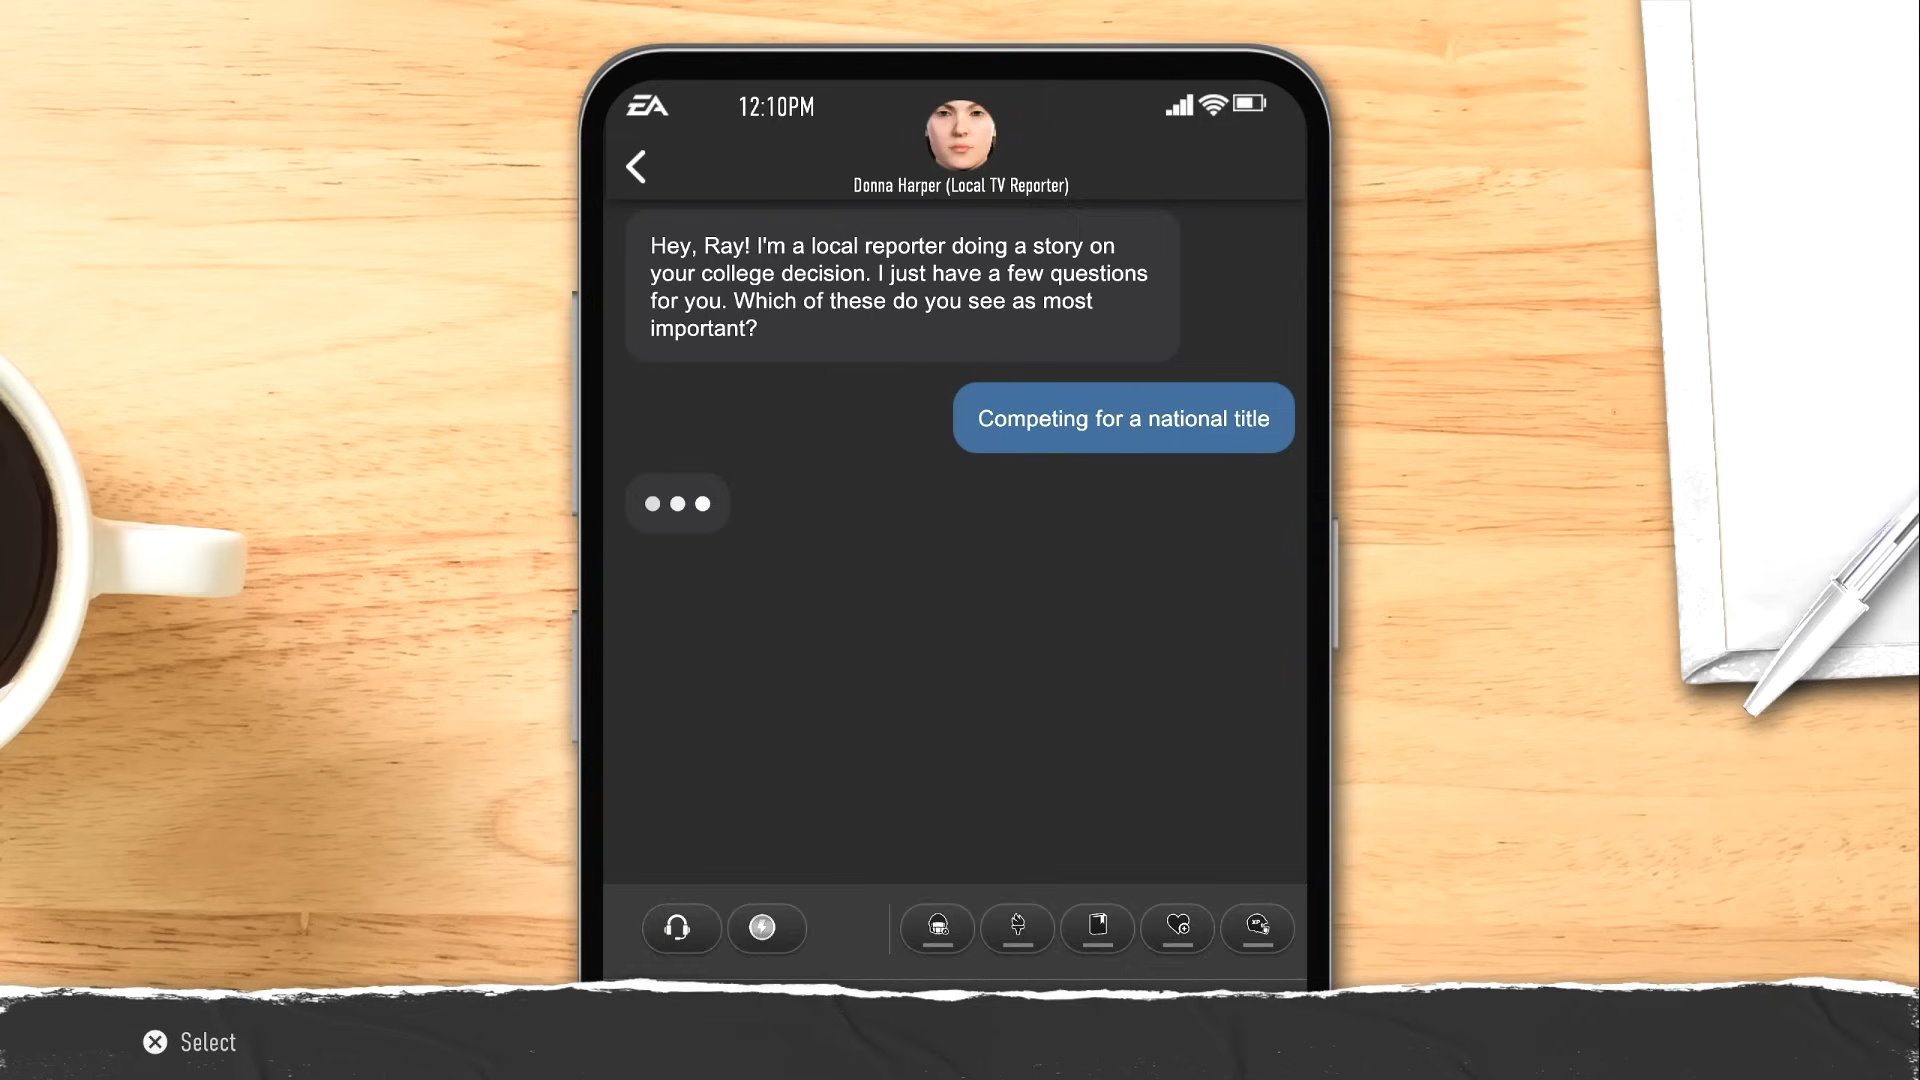 EA
12:10PM
Donna Harper (Local TV Reporter)
Hey, Ray! I'm a local reporter doing a story on
your college decision. I just have a few questions
for you. Which of these do you see as most
important?
Competing for a national title
XP
Select